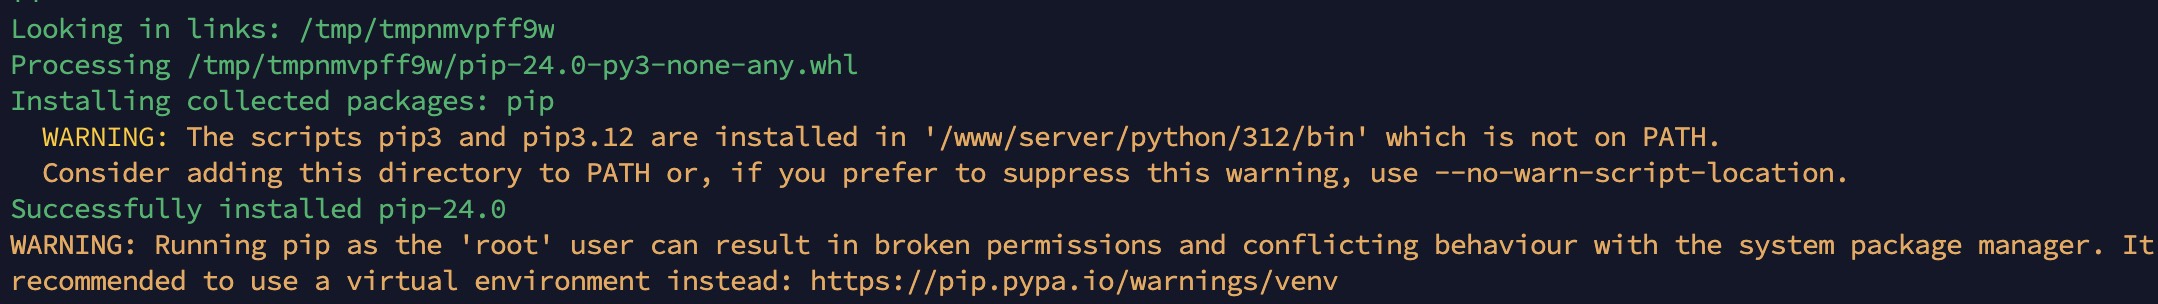 Looking in links: /tmp/tmpnmvpff9w
Processing /tmp/tmpnmvpff9w/pip-24.0-py3-none-any.whl
Installing collected packages: pip
  WARNING: The scripts pip3 and pip3.12 are installed in '/www/server/python/312/bin' which is not on PATH.
  Consider adding this directory to PATH or, if you prefer to suppress this warning, use --no-warn-script-location.
Successfully installed pip-24.0
WARNING: Running pip as the 'root' user can result in broken permissions and conflicting behaviour with the system package manager. It
recommended to use a virtual environment instead: https://pip.pypa.io/warnings/venv